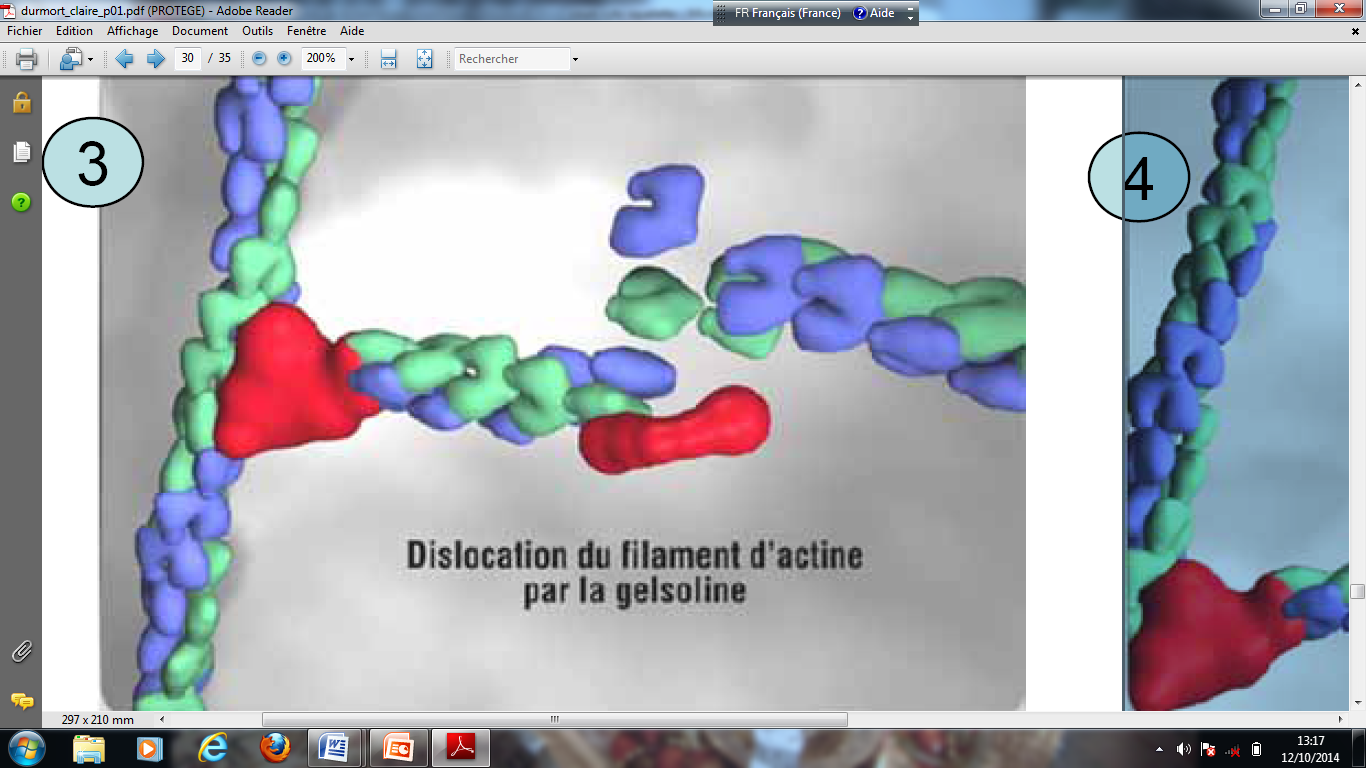 durmort_claire_p01.pdf (PROTEGE) - Adobe Reader
FR Français (France) ? Aide
Fichier Edition Affichage Document Outils Fenêtre Aide
30 / 35 200% Rechercher
3
4
Dislocation du filament d'actine
par la gelsoline
297 x 210 mm
13:17
12/10/2014